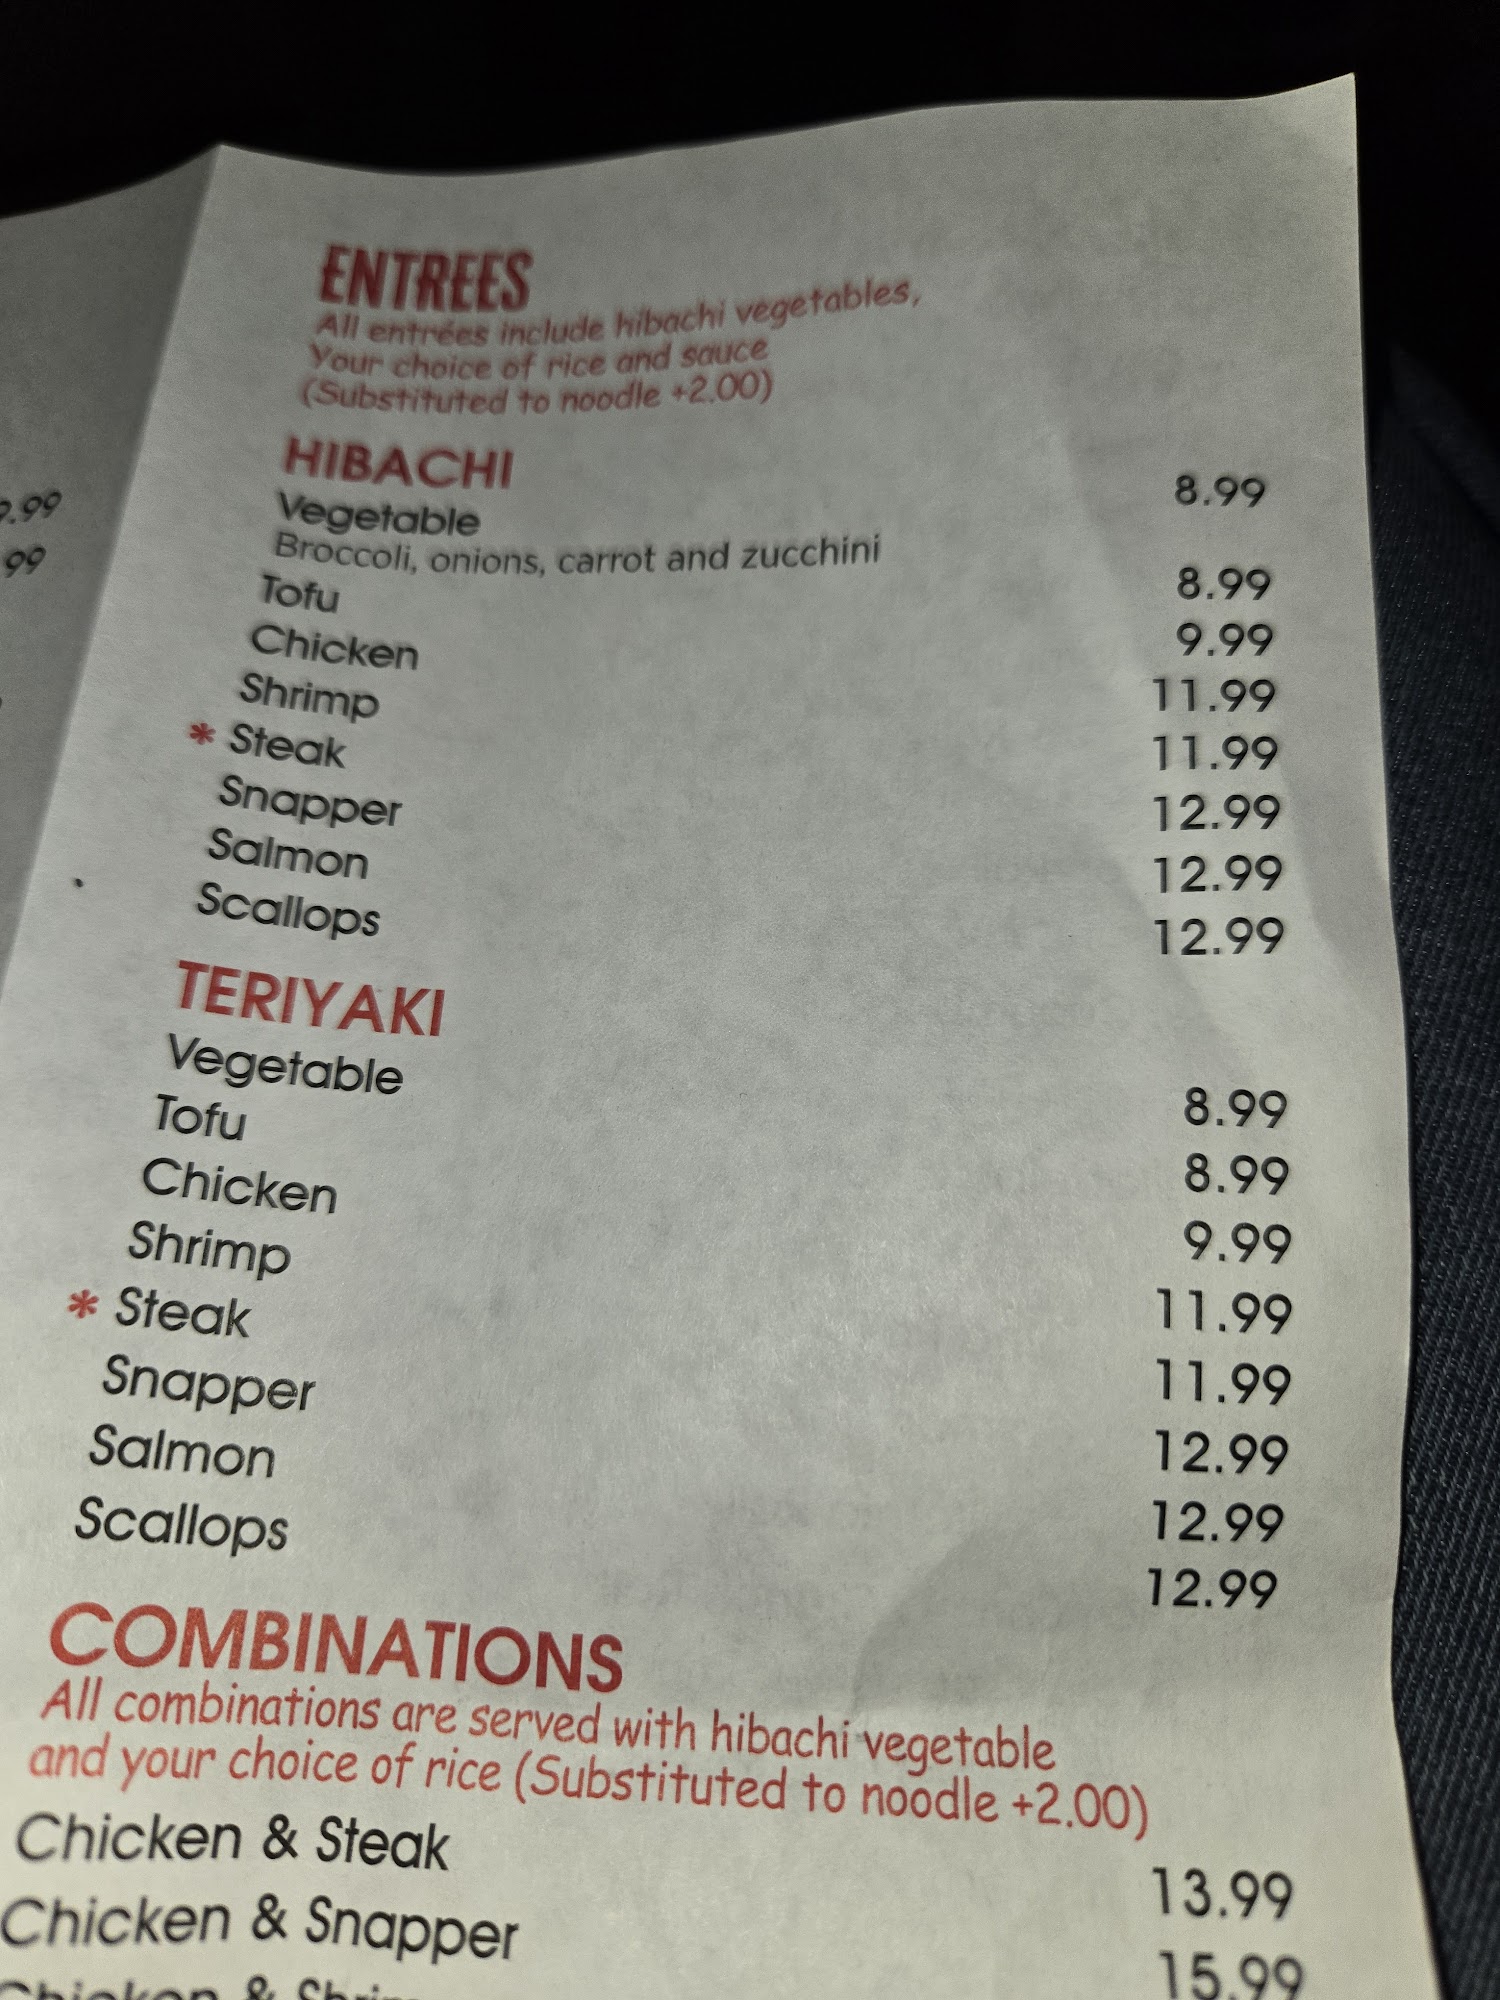 ENTREES
All entrées include hibachi vegetables,
Your choice of rice and sauce
(Substituted to noodle +2.00)
HIBACHI
Vegetable 8.99
Broccoli, onions, carrot and zucchini
Tofu 8.99
Chicken 9.99
Shrimp 11.99
* Steak 11.99
Snapper 12.99
Salmon 12.99
Scallops 12.99
TERIYAKI
Vegetable 8.99
Tofu 8.99
Chicken 9.99
Shrimp 11.99
* Steak 11.99
Snapper 12.99
Salmon 12.99
Scallops 12.99
COMBINATIONS
All combinations are served with hibachi vegetable
and your choice of rice (Substituted to noodle +2.00)
Chicken & Steak 13.99
Chicken & Snapper 15.99
Chicken &